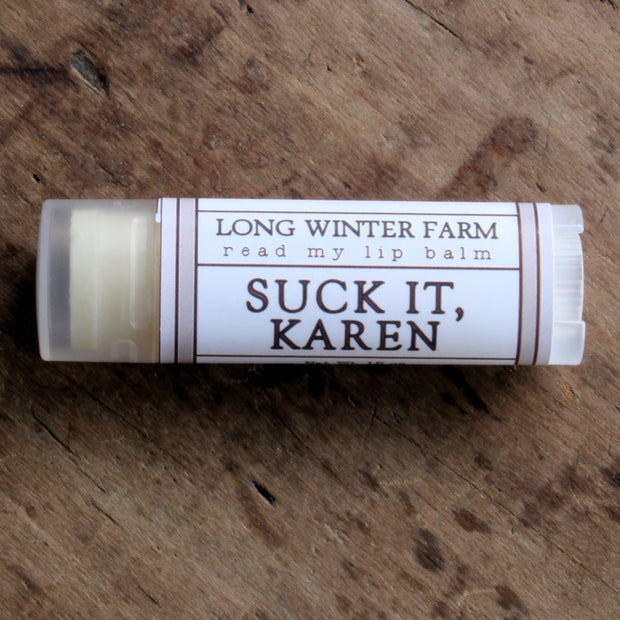 LONG WINTER FARM
read my lip balm
SUCK IT,
KAREN